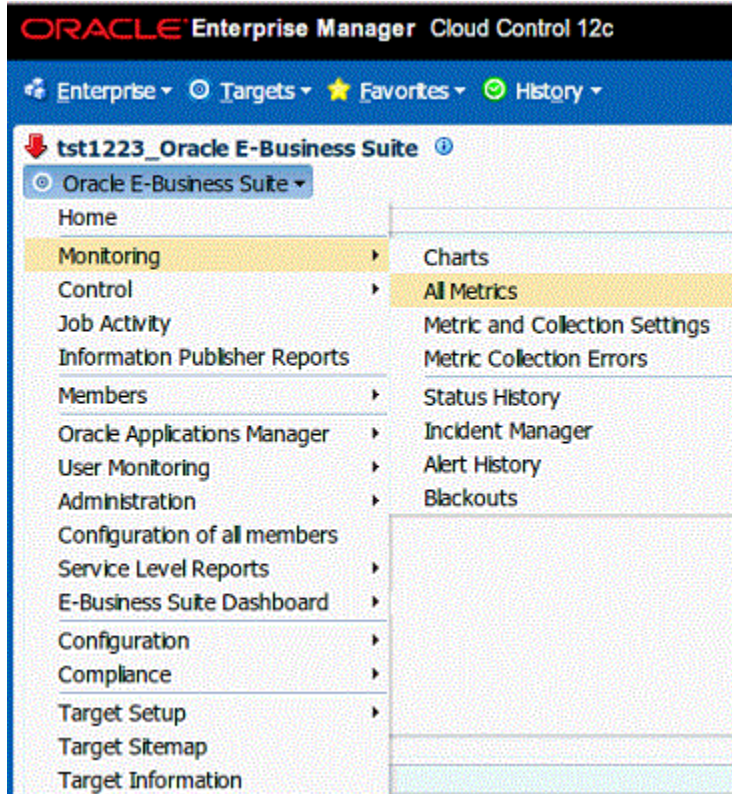 ORACLE Enterprise Manager Cloud Control 12c
Enterprise Targets Favorites History
tst1223_Oracle E-Business Suite
Oracle E-Business Suite
Home
Monitoring
Control
Job Activity
Information Publisher Reports
Members
Oracle Applications Manager
User Monitoring
Administration
Configuration of all members
Service Level Reports
E-Business Suite Dashboard
Configuration
Compliance
Target Setup
Target Sitemap
Target Information
Charts
All Metrics
Metric and Collection Settings
Metric Collection Errors
Status History
Incident Manager
Alert History
Blackouts